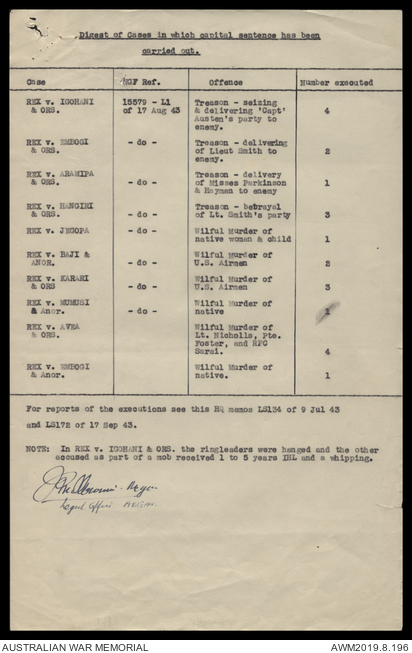 Digest of Cases in which capital sentence has been
carried out.
Case NGF Ref. Offence Number executed
REX v. IGOHANI 15579 - L1 Treason - seizing
& ORS. of 17 Aug 43 & delivering 'Capt' 4
Austen's party to
enemy.
REX v. EMBOGI Treason - delivering
& ORS. - do - of Lieut Smith to 2
enemy.
REX v. ARAMIPA Treason - delivery
& ORS. - do - of Misses Parkinson 1
& Hayman to enemy
REX v. HANGIRI Treason - betrayal
& ORS. - do - of Lt. Smith's party 3
REX v. JEGOPA - do - Wilful Murder of
native woman & child 1
REX v. BAJI & Wilful Murder of
ANOR. - do - U.S. Airmen 2
REX v. KARARI Wilful Murder of
& ORS - do - U.S. Airmen 3
REX v. MUMUSI - do - Wilful Murder of
& Anor. native 1
REX v. AVEA Wilful Murder of
& ORS. Lt. Nicholls, Pte.
Foster, and RPC
Sarai. 4
REX v. EMBOGI Wilful Murder of
& Anor. native. 1
For reports of the executions see this HQ memos LS134 of 9 Jul 43
and LS172 of 17 Sep 43.
NOTE: In REX v. IGOHANI & ORS. the ringleaders were hanged and the other
accused as part of a mob received 1 to 5 years IHL and a whipping.
Major
Legal Officer
AUSTRALIAN WAR MEMORIAL AWM2019.8.196